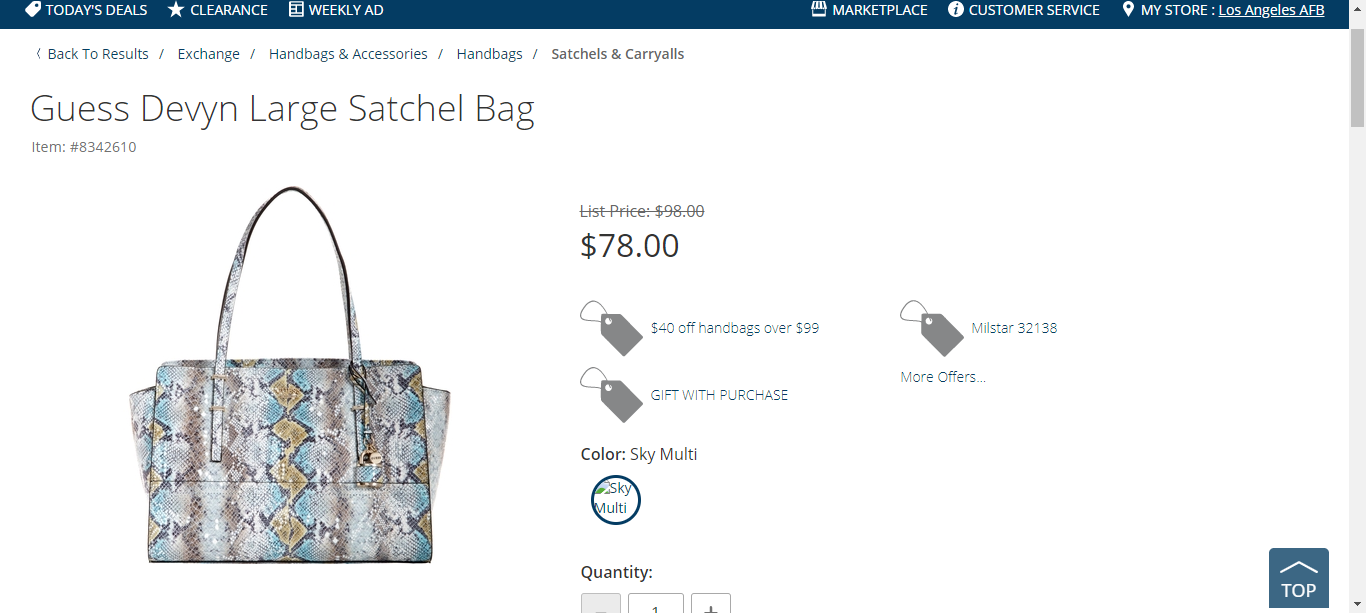 TODAY'S DEALS CLEARANCE WEEKLY AD MARKETPLACE CUSTOMER SERVICE MY STORE : Los Angeles AFB
Back To Results / Exchange / Handbags & Accessories / Handbags / Satchels & Carryalls
Guess Devyn Large Satchel Bag
Item: #8342610
List Price: $98.00
$78.00
$40 off handbags over $99
Milstar 32138
GIFT WITH PURCHASE
More Offers...
Color: Sky Multi
Sky
Multi
Quantity:
1
TOP